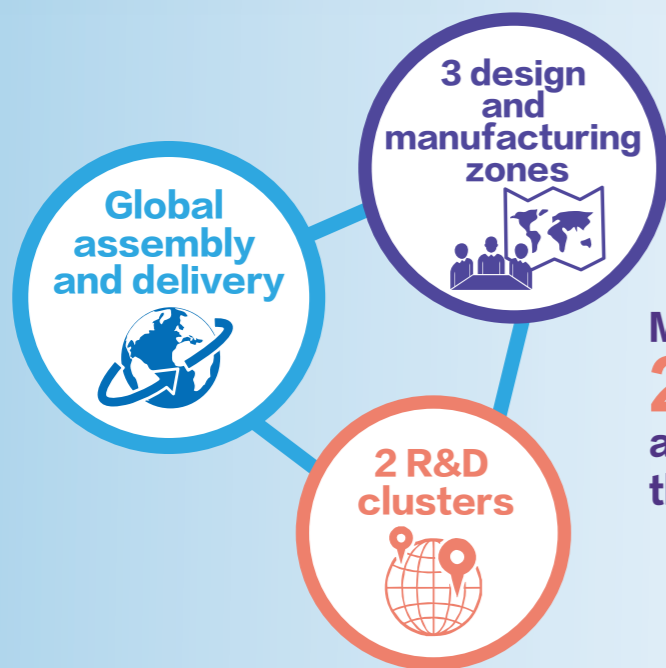 3 design
and
manufacturing
zones
Global
assembly
and delivery
2 R&D
clusters